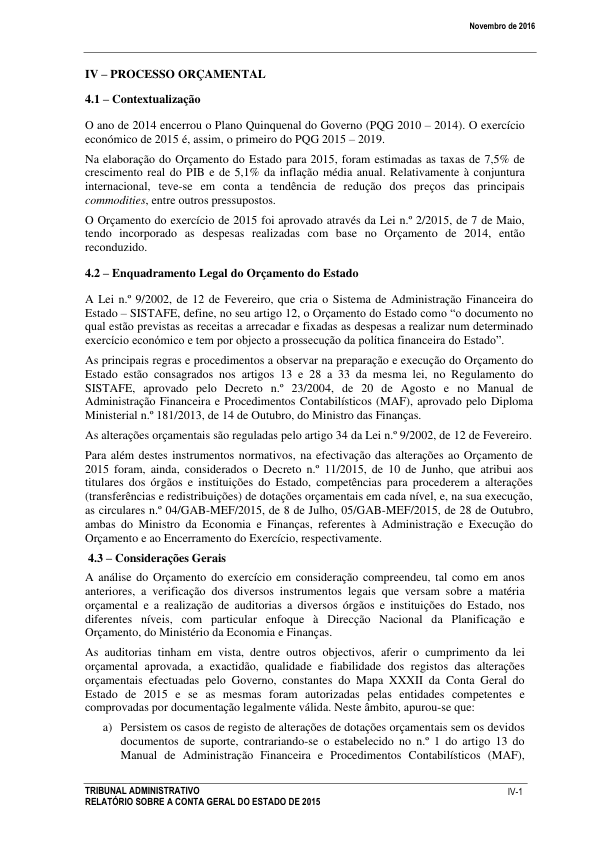 Novembro de 2016
IV – PROCESSO ORÇAMENTAL
4.1 – Contextualização
O ano de 2014 encerrou o Plano Quinquenal do Governo (PQG 2010 – 2014). O exercício
económico de 2015 é, assim, o primeiro do PQG 2015 – 2019.
Na elaboração do Orçamento do Estado para 2015, foram estimadas as taxas de 7,5% de
crescimento real do PIB e de 5,1% da inflação média anual. Relativamente à conjuntura
internacional, teve-se em conta a tendência de redução dos preços das principais
commodities, entre outros pressupostos.
O Orçamento do exercício de 2015 foi aprovado através da Lei n.º 2/2015, de 7 de Maio,
tendo incorporado as despesas realizadas com base no Orçamento de 2014, então
reconduzido.
4.2 – Enquadramento Legal do Orçamento do Estado
A Lei n.º 9/2002, de 12 de Fevereiro, que cria o Sistema de Administração Financeira do
Estado – SISTAFE, define, no seu artigo 12, o Orçamento do Estado como “o documento no
qual estão previstas as receitas a arrecadar e fixadas as despesas a realizar num determinado
exercício económico e tem por objecto a prossecução da política financeira do Estado”.
As principais regras e procedimentos a observar na preparação e execução do Orçamento do
Estado estão consagrados nos artigos 13 e 28 a 33 da mesma lei, no Regulamento do
SISTAFE, aprovado pelo Decreto n.º 23/2004, de 20 de Agosto e no Manual de
Administração Financeira e Procedimentos Contabilísticos (MAF), aprovado pelo Diploma
Ministerial n.º 181/2013, de 14 de Outubro, do Ministro das Finanças.
As alterações orçamentais são reguladas pelo artigo 34 da Lei n.º 9/2002, de 12 de Fevereiro.
Para além destes instrumentos normativos, na efectivação das alterações ao Orçamento de
2015 foram, ainda, considerados o Decreto n.º 11/2015, de 10 de Junho, que atribui aos
titulares dos órgãos e instituições do Estado, competências para procederem a alterações
(transferências e redistribuições) de dotações orçamentais em cada nível, e, na sua execução,
as circulares n.º 04/GAB-MEF/2015, de 8 de Julho, 05/GAB-MEF/2015, de 28 de Outubro,
ambas do Ministro da Economia e Finanças, referentes à Administração e Execução do
Orçamento e ao Encerramento do Exercício, respectivamente.
4.3 – Considerações Gerais
A análise do Orçamento do exercício em consideração compreendeu, tal como em anos
anteriores, a verificação dos diversos instrumentos legais que versam sobre a matéria
orçamental e a realização de auditorias a diversos órgãos e instituições do Estado, nos
diferentes níveis, com particular enfoque à Direcção Nacional da Planificação e
Orçamento, do Ministério da Economia e Finanças.
As auditorias tinham em vista, dentre outros objectivos, aferir o cumprimento da lei
orçamental aprovada, a exactidão, qualidade e fiabilidade dos registos das alterações
orçamentais efectuadas pelo Governo, constantes do Mapa XXXII da Conta Geral do
Estado de 2015 e se as mesmas foram autorizadas pelas entidades competentes e
comprovadas por documentação legalmente válida. Neste âmbito, apurou-se que:
a) Persistem os casos de registo de alterações de dotações orçamentais sem os devidos
documentos de suporte, contrariando-se o estabelecido no n.º 1 do artigo 13 do
Manual de Administração Financeira e Procedimentos Contabilísticos (MAF),
TRIBUNAL ADMINISTRATIVO
IV-1
RELATÓRIO SOBRE A CONTA GERAL DO ESTADO DE 2015